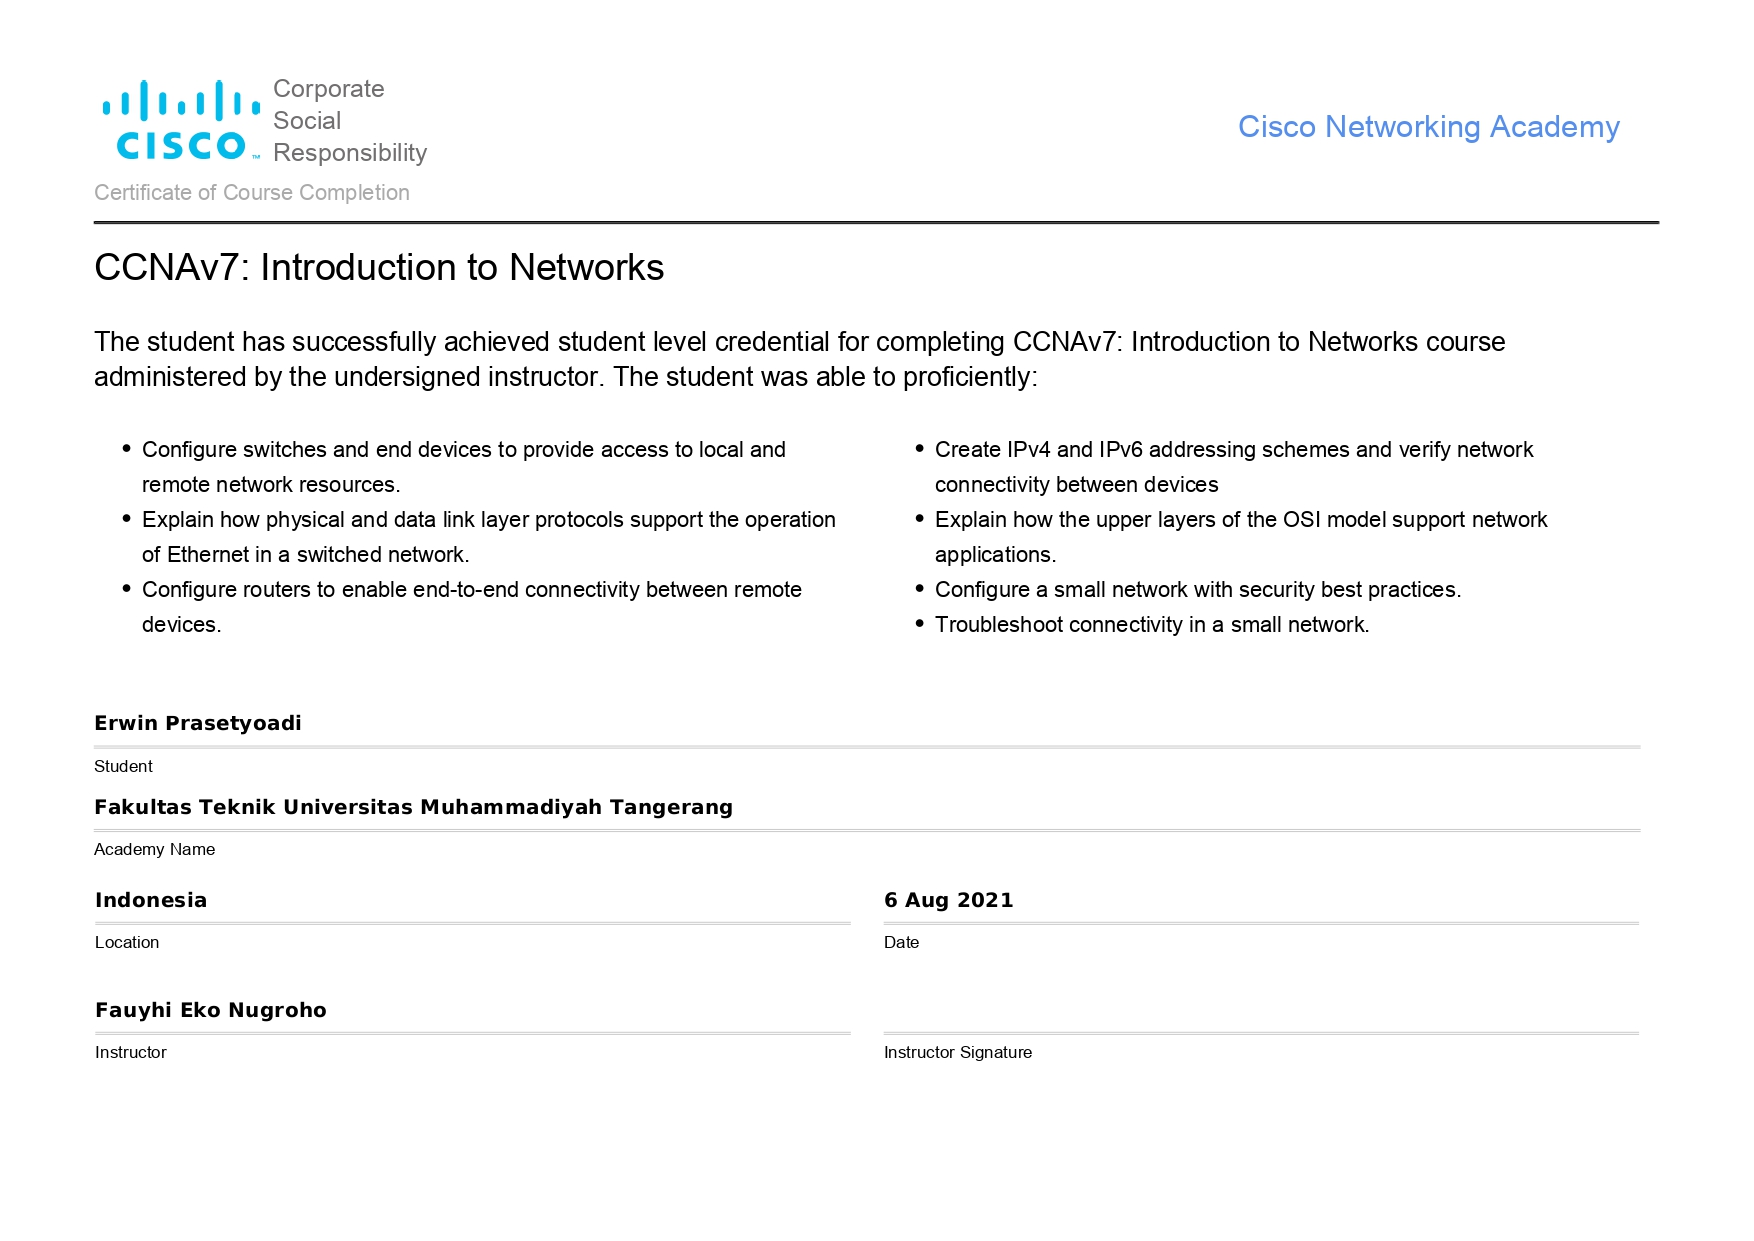 CISCO
™
Corporate
Social
Responsibility
Cisco Networking Academy
Certificate of Course Completion
CCNAv7: Introduction to Networks
The student has successfully achieved student level credential for completing CCNAv7: Introduction to Networks course
administered by the undersigned instructor. The student was able to proficiently:
• Configure switches and end devices to provide access to local and
remote network resources.
• Explain how physical and data link layer protocols support the operation
of Ethernet in a switched network.
• Configure routers to enable end-to-end connectivity between remote
devices.
• Create IPv4 and IPv6 addressing schemes and verify network
connectivity between devices
• Explain how the upper layers of the OSI model support network
applications.
• Configure a small network with security best practices.
• Troubleshoot connectivity in a small network.
Erwin Prasetyoadi
Student
Fakultas Teknik Universitas Muhammadiyah Tangerang
Academy Name
Indonesia
Location
6 Aug 2021
Date
Fauyhi Eko Nugroho
Instructor
Instructor Signature